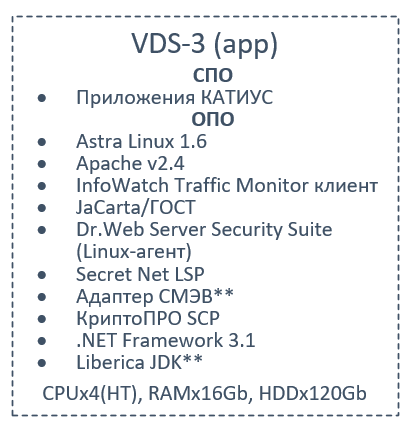 VDS-3 (app)
СПО
• Приложения КАТИУС
ОПО
• Astra Linux 1.6
• Apache v2.4
• InfoWatch Traffic Monitor клиент
• JaCarta/ГОСТ
• Dr.Web Server Security Suite
(Linux-агент)
• Secret Net LSP
• Адаптер СМЭВ**
• КриптоПРО SCP
• .NET Framework 3.1
• Liberica JDK**
CPUx4(HT), RAMx16Gb, HDDx120Gb